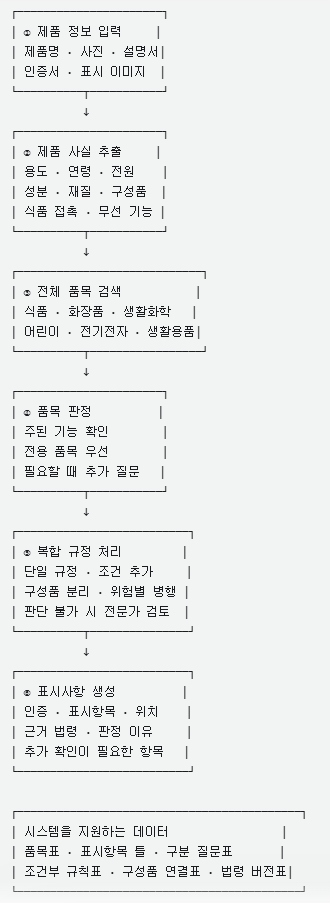 제품 정보 입력
제품명 · 사진 · 설명서
인증서 · 표시 이미지
↓
제품 사실 추출
용도 · 연령 · 전원
성분 · 재질 · 구성품
식품 접촉 · 무선 기능
↓
전체 품목 검색
식품 · 화장품 · 생활화학
어린이 · 전기전자 · 생활용품
↓
품목 판정
주된 기능 확인
전용 품목 우선
필요할 때 추가 질문
↓
복합 규정 처리
단일 규정 · 조건 추가
구성품 분리 · 위험별 병행
판단 불가 시 전문가 검토
↓
표시사항 생성
인증 · 표시항목 · 위치
근거 법령 · 판정 이유
추가 확인이 필요한 항목
시스템을 지원하는 데이터
품목표 · 표시항목 틀 · 구분 질문표
조건부 규칙표 · 구성품 연결표 · 법령 버전표